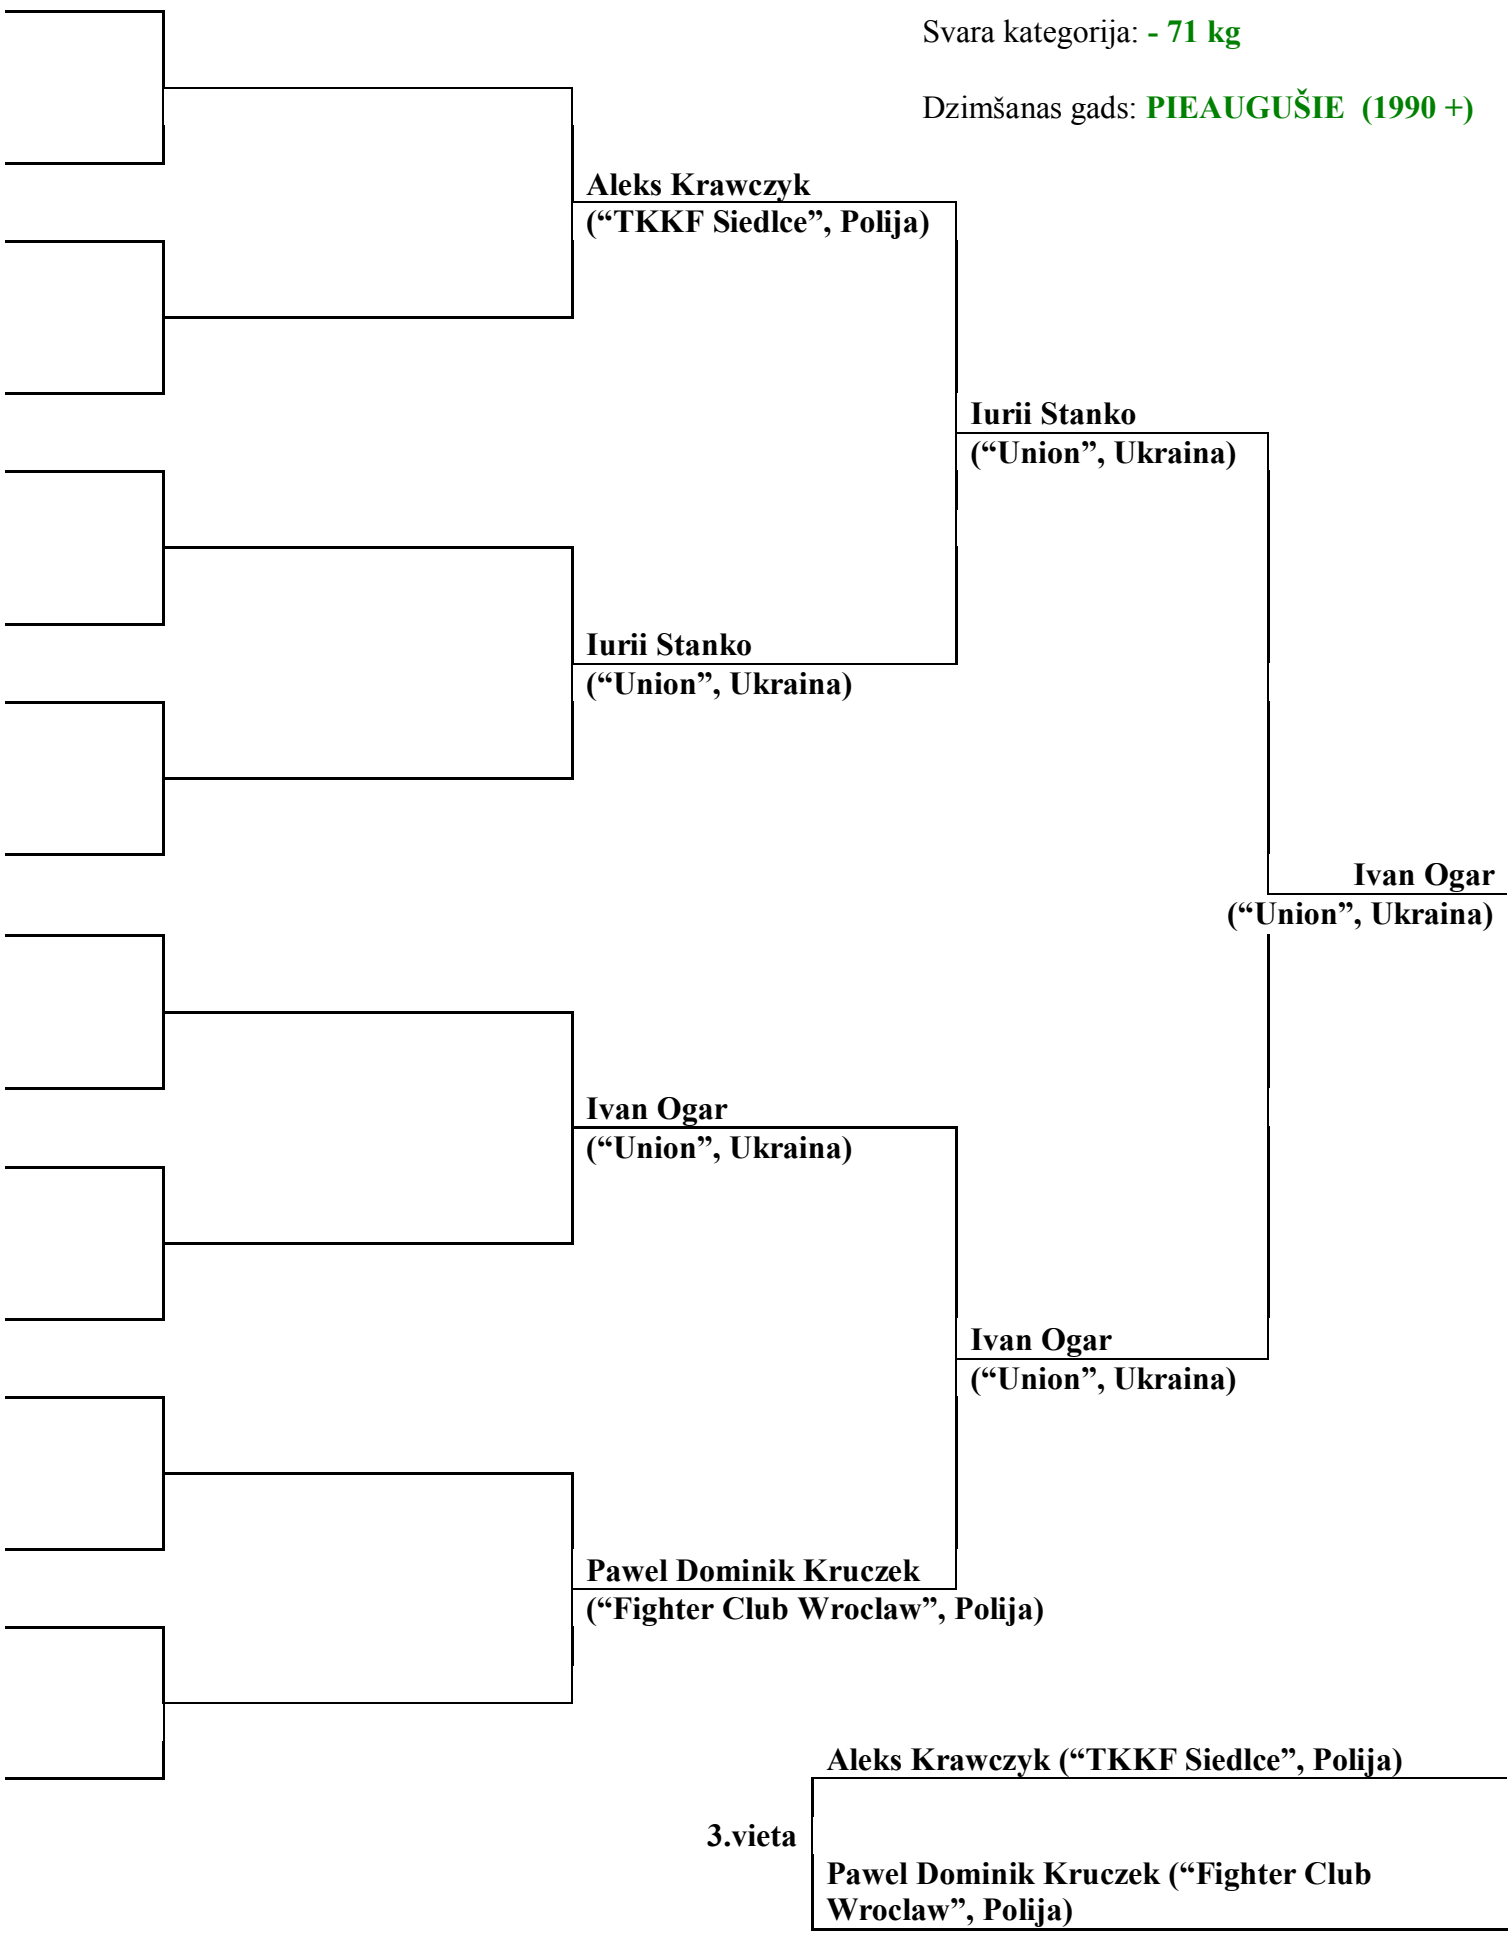 Svara kategorija: - 71 kg
Dzimšanas gads: PIEAUGUŠIE (1990 +)
Aleks Krawczyk
(“TKKF Siedlce”, Polija)
Iurii Stanko
(“Union”, Ukraina)
Iurii Stanko
(“Union”, Ukraina)
Ivan Ogar
(“Union”, Ukraina)
Ivan Ogar
(“Union”, Ukraina)
Ivan Ogar
(“Union”, Ukraina)
Pawel Dominik Kruczek
(“Fighter Club Wroclaw”, Polija)
Aleks Krawczyk (“TKKF Siedlce”, Polija)
3.vieta
Pawel Dominik Kruczek (“Fighter Club
Wroclaw”, Polija)